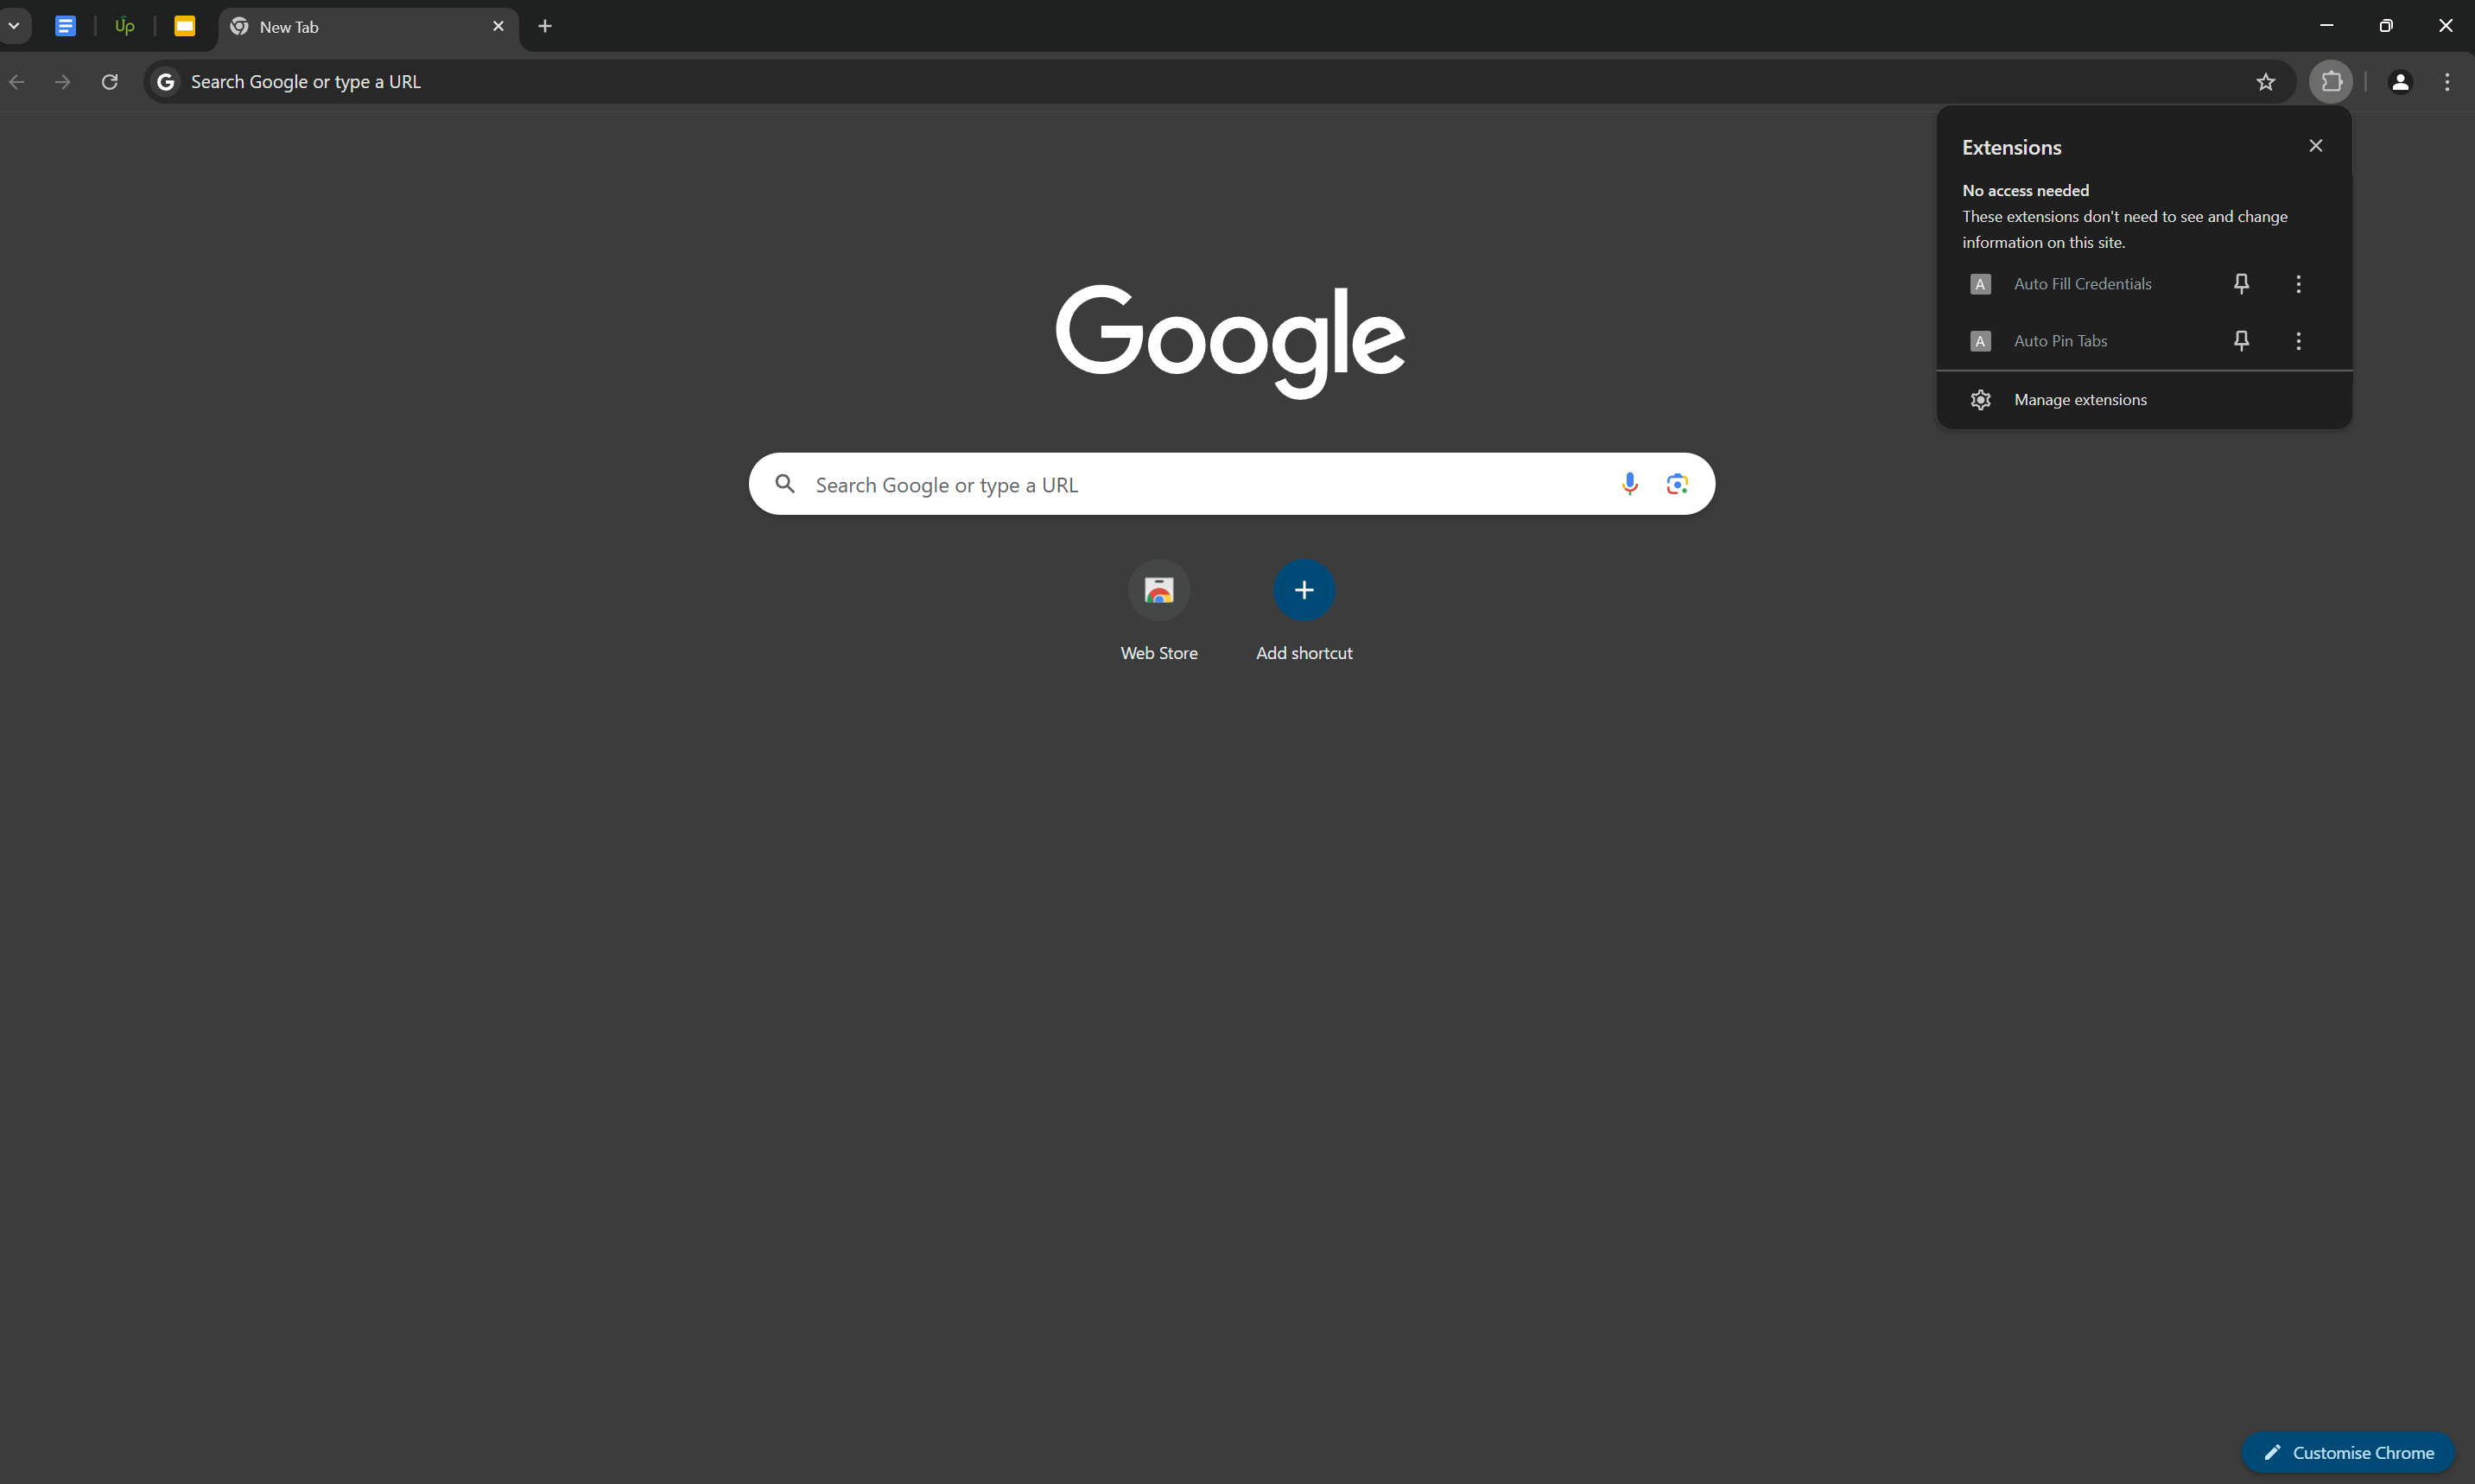 Up
New Tab
Search Google or type a URL
Extensions
No access needed
These extensions don't need to see and change
information on this site.
A Auto Fill Credentials
A Auto Pin Tabs
Manage extensions
Google
Search Google or type a URL
Web Store
Add shortcut
Customise Chrome